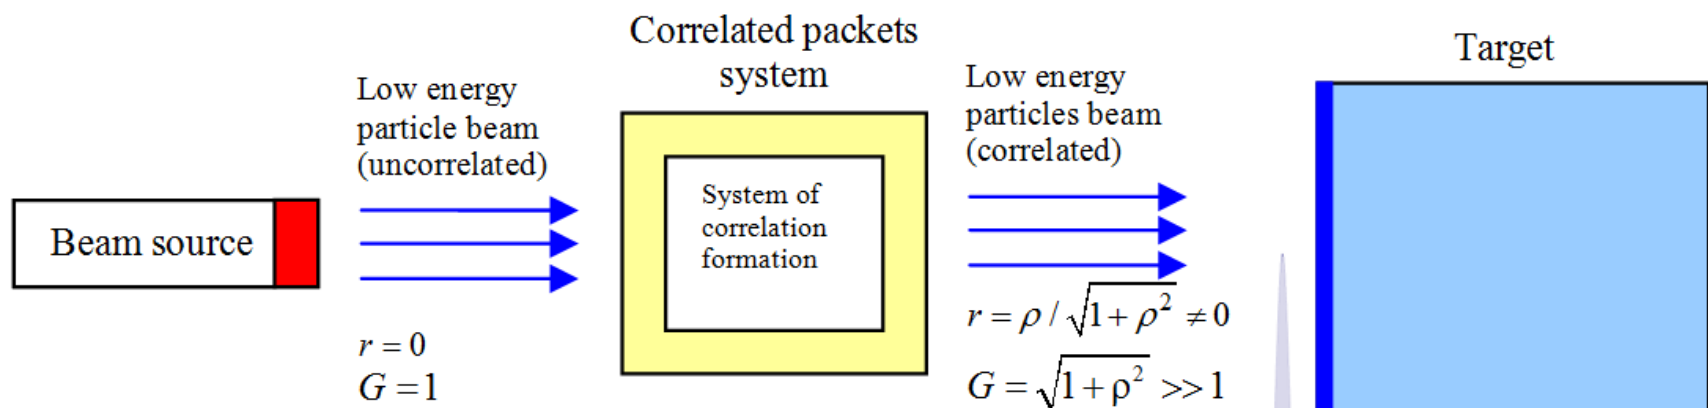 Correlated packets
system
Target
Low energy
particle beam
(uncorrelated)
Low energy
particles beam
(correlated)
System of
correlation
formation
Beam source
r = 0
G = 1
r = ρ / √(1 + ρ²) ≠ 0
G = √(1 + ρ²) >> 1